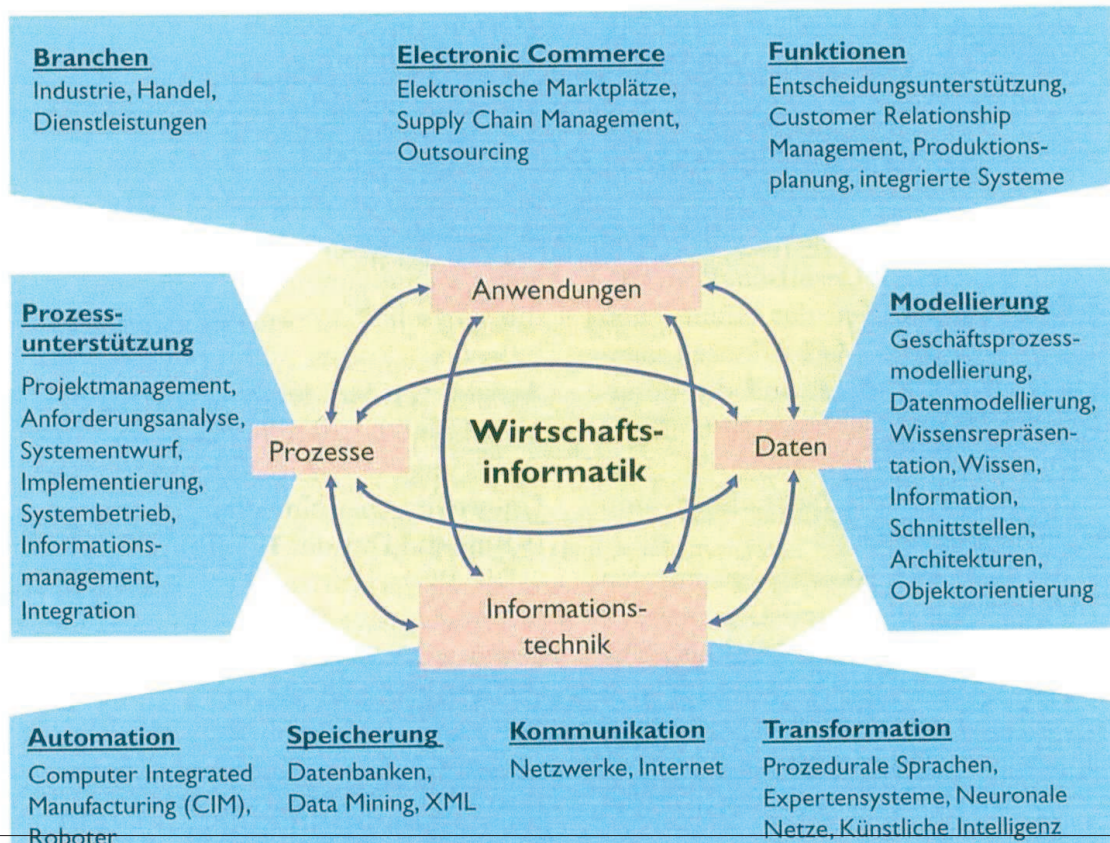 Branchen
Industrie, Handel,
Dienstleistungen
Electronic Commerce
Elektronische Marktplätze,
Supply Chain Management,
Outsourcing
Funktionen
Entscheidungsunterstützung,
Customer Relationship
Management, Produktions-
planung, integrierte Systeme
Anwendungen
Prozess-
unterstützung
Projektmanagement,
Anforderungsanalyse,
Systementwurf,
Implementierung,
Systembetrieb,
Informations-
management,
Integration
Prozesse
Wirtschafts-
informatik
Daten
Modellierung
Geschäftsprozess-
modellierung,
Datenmodellierung,
Wissensrepräsen-
tation, Wissen,
Information,
Schnittstellen,
Architekturen,
Objektorientierung
Informations-
technik
Automation
Computer Integrated
Manufacturing (CIM),
Roboter
Speicherung
Datenbanken,
Data Mining, XML
Kommunikation
Netzwerke, Internet
Transformation
Prozedurale Sprachen,
Expertensysteme, Neuronale
Netze, Künstliche Intelligenz